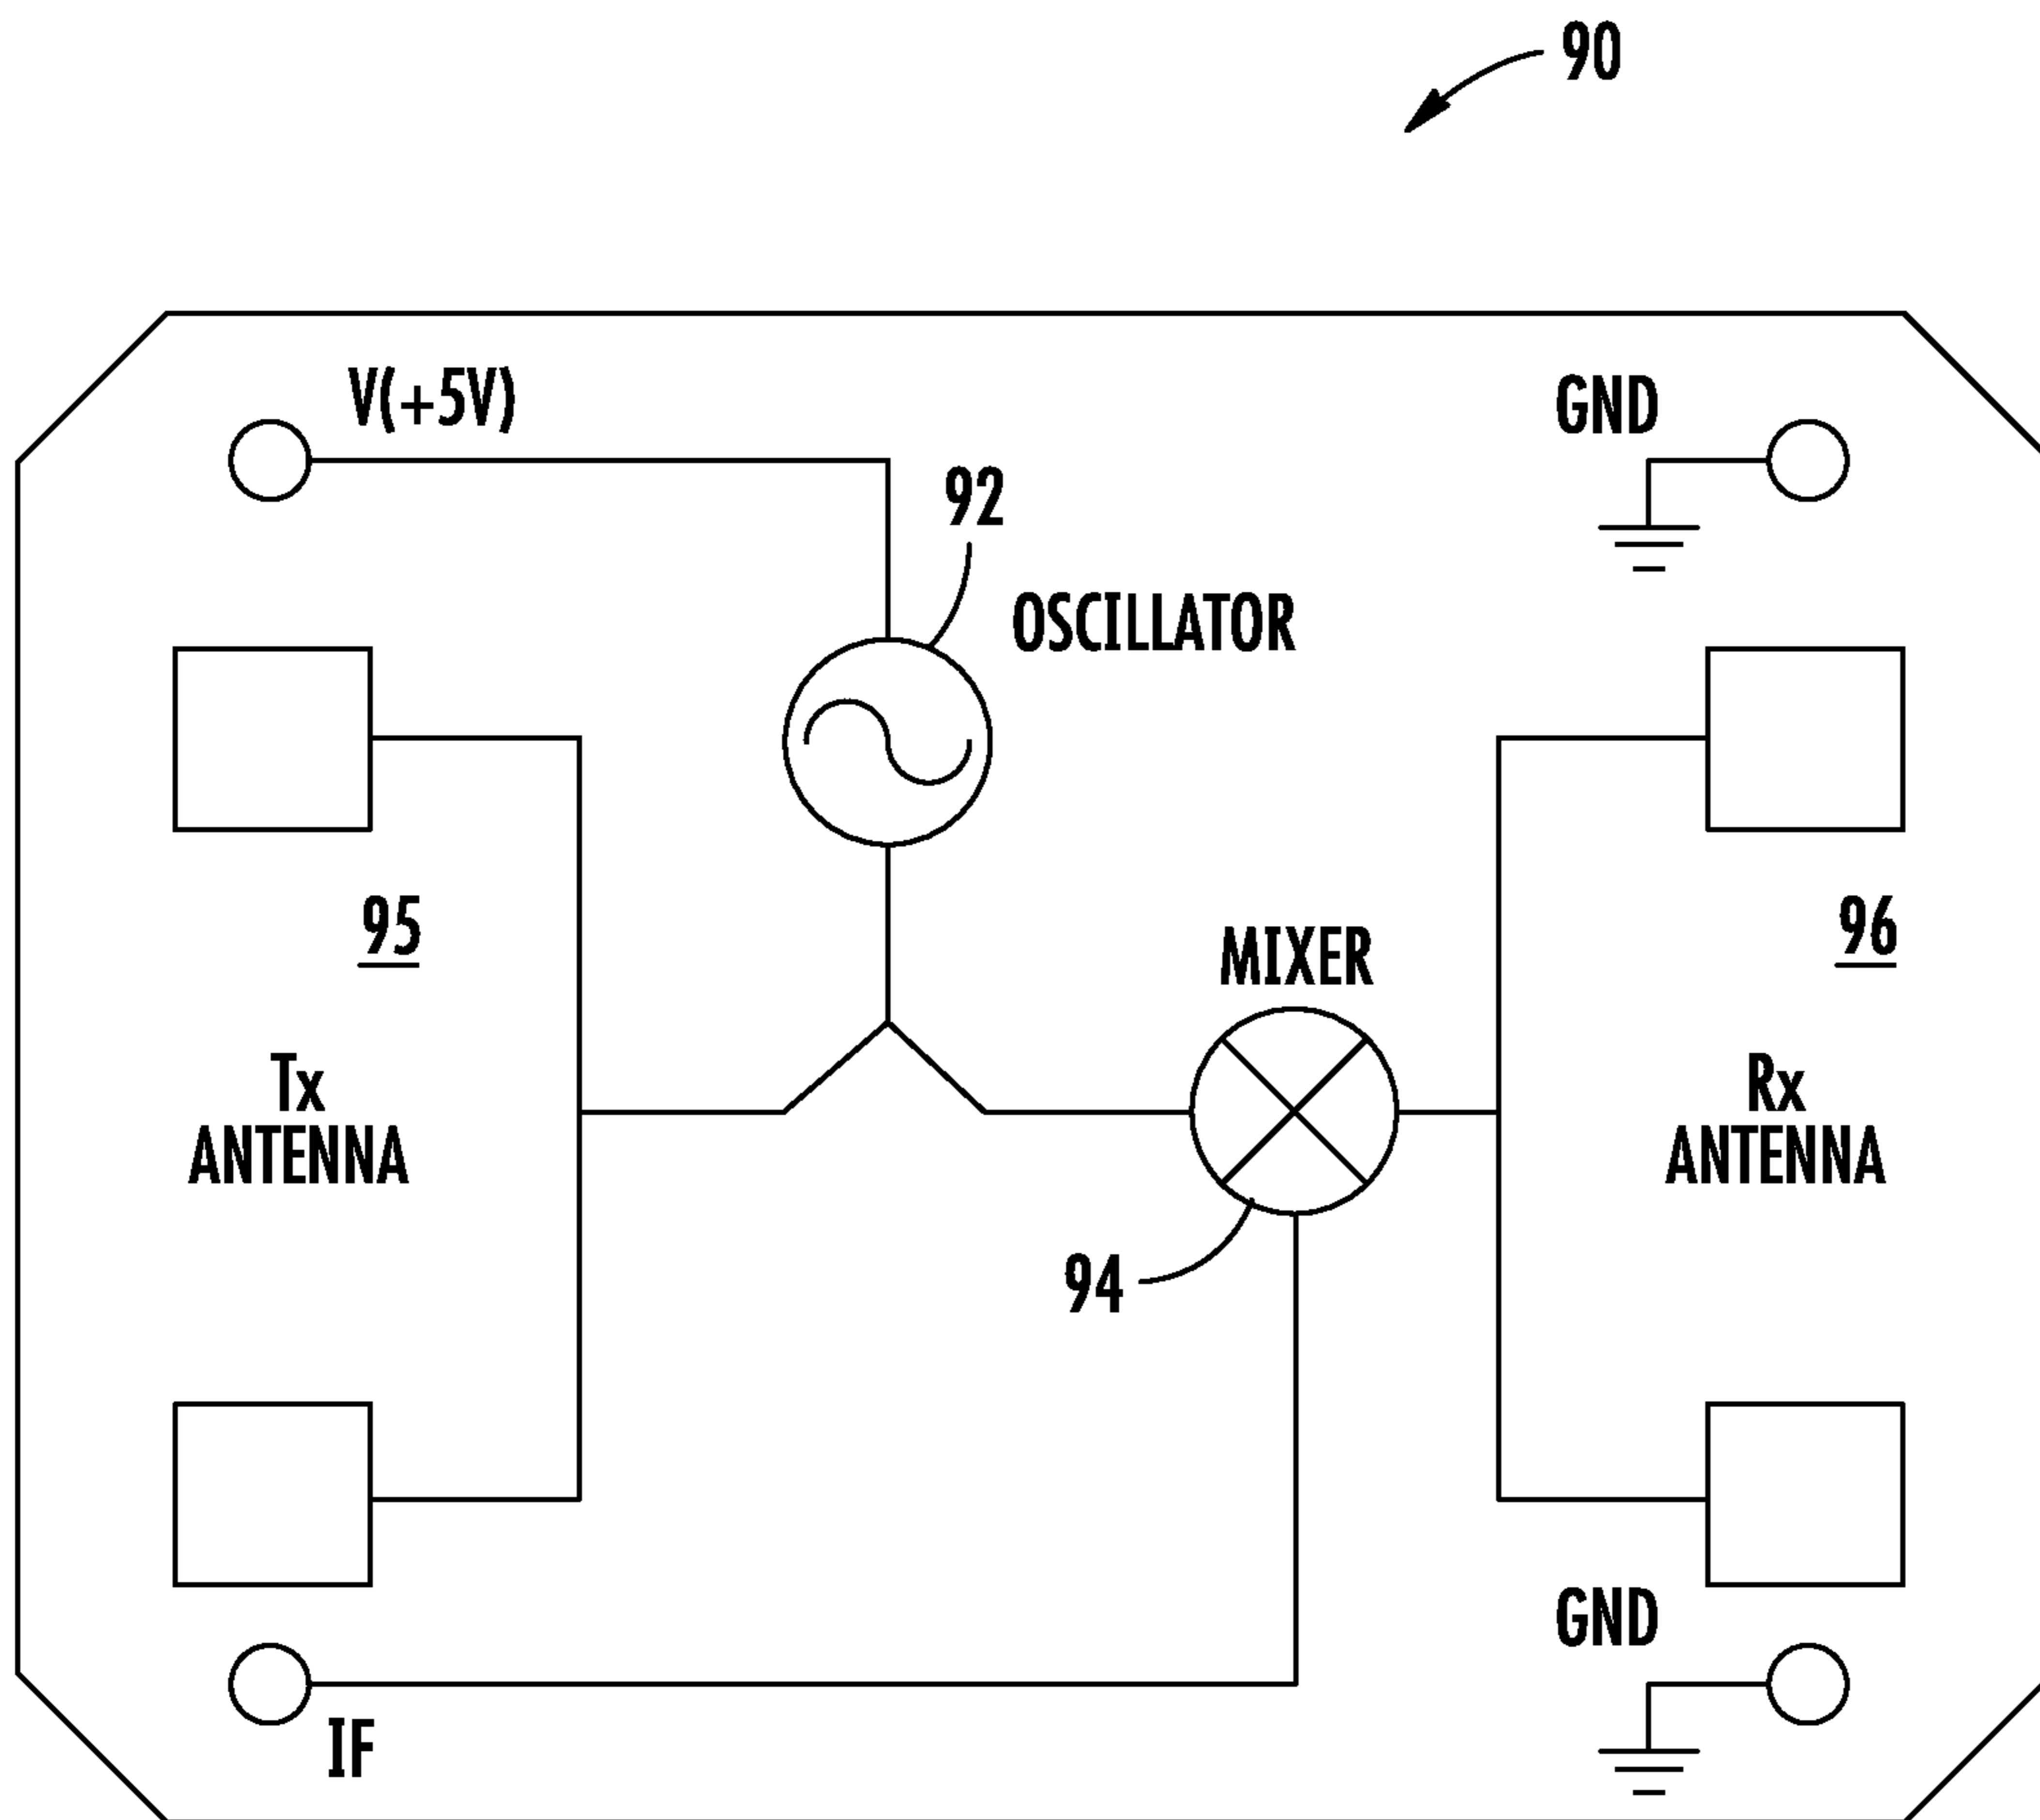 90
V(+5V)
GND
92
OSCILLATOR
95
96
MIXER
Tx
ANTENNA
Rx
ANTENNA
94
GND
IF